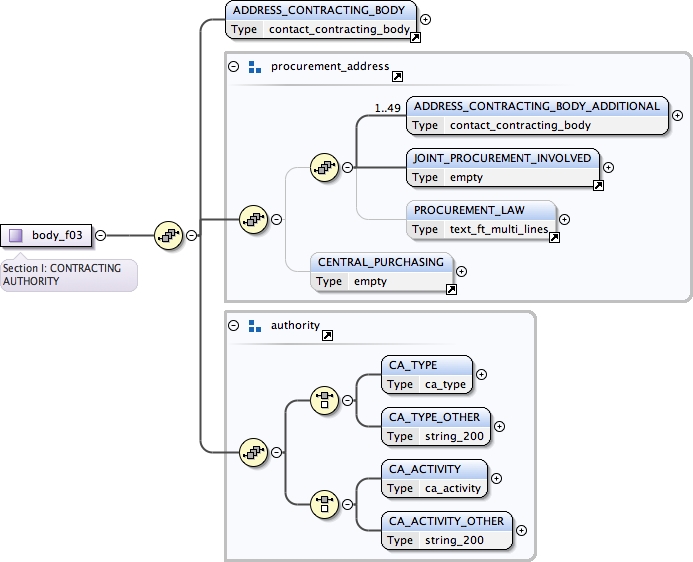 ADDRESS_CONTRACTING_BODY
Type contact_contracting_body
procurement_address
1..49
ADDRESS_CONTRACTING_BODY_ADDITIONAL
Type contact_contracting_body
JOINT_PROCUREMENT_INVOLVED
Type empty
PROCUREMENT_LAW
Type text_ft_multi_lines
body_f03
Section I: CONTRACTING
AUTHORITY
CENTRAL_PURCHASING
Type empty
authority
CA_TYPE
Type ca_type
CA_TYPE_OTHER
Type string_200
CA_ACTIVITY
Type ca_activity
CA_ACTIVITY_OTHER
Type string_200